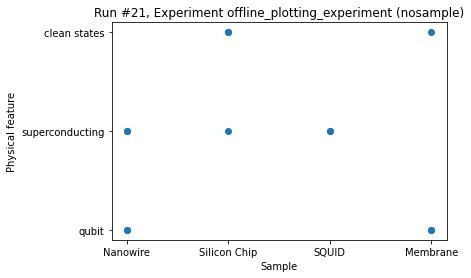 Run #21, Experiment offline_plotting_experiment (nosample)
clean states
superconducting
qubit
Physical feature
Nanowire Silicon Chip SQUID Membrane
Sample